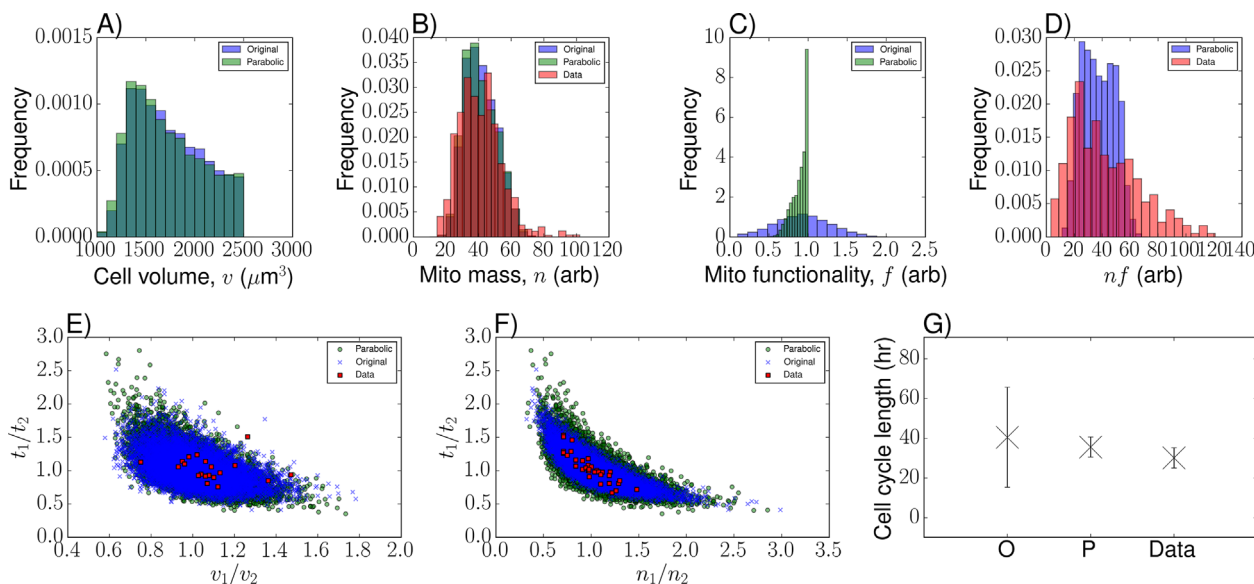 A)
0.0015
0.0010
0.0005
0.0000
1000 1500 2000 2500 3000
Frequency
Cell volume, v (μm³)
Original
Parabolic
B)
0.040
0.035
0.030
0.025
0.020
0.015
0.010
0.005
0.000
0 20 40 60 80 100 120
Frequency
Mito mass, n (arb)
Original
Parabolic
Data
C)
10
8
6
4
2
0
0.0 0.5 1.0 1.5 2.0 2.5
Frequency
Mito functionality, f (arb)
Original
Parabolic
D)
0.030
0.025
0.020
0.015
0.010
0.005
0.000
0 20 40 60 80 100 120 140
Frequency
nf (arb)
Original
Data
E)
3.0
2.5
2.0
1.5
1.0
0.5
0.0
0.4 0.6 0.8 1.0 1.2 1.4 1.6 1.8 2.0
t₁/t₂
v₁/v₂
Parabolic
Original
Data
F)
3.0
2.5
2.0
1.5
1.0
0.5
0.0
0.0 0.5 1.0 1.5 2.0 2.5 3.0 3.5
t₁/t₂
n₁/n₂
Parabolic
Original
Data
G)
80
60
40
20
0
Cell cycle length (hr)
O P Data